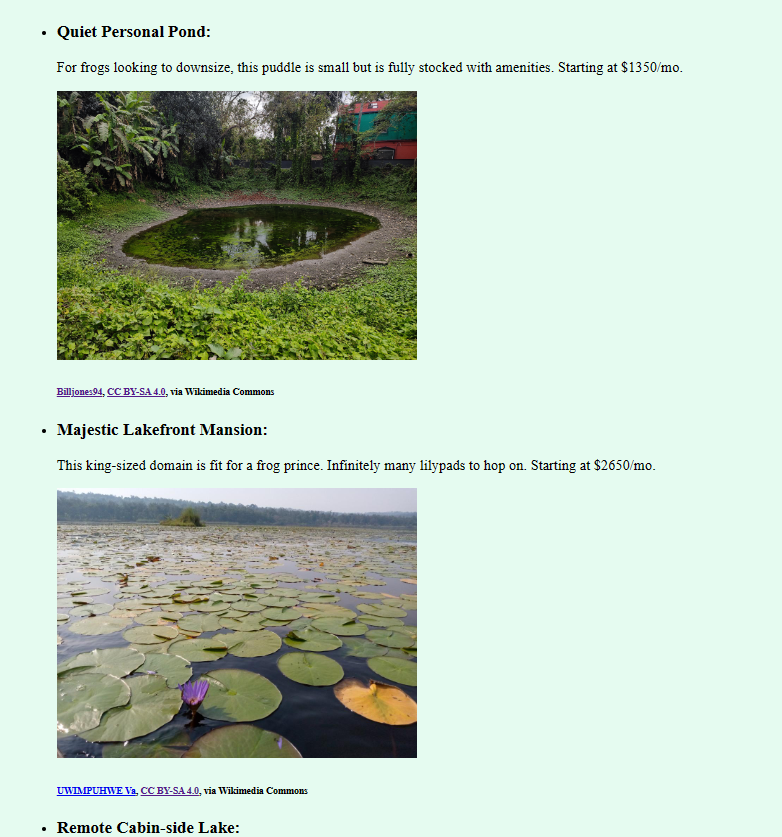 Quiet Personal Pond:
For frogs looking to downsize, this puddle is small but is fully stocked with amenities. Starting at $1350/mo.
Billjones94, CC BY-SA 4.0, via Wikimedia Commons
Majestic Lakefront Mansion:
This king-sized domain is fit for a frog prince. Infinitely many lilypads to hop on. Starting at $2650/mo.
UWIMPUHWE Va, CC BY-SA 4.0, via Wikimedia Commons
Remote Cabin-side Lake: